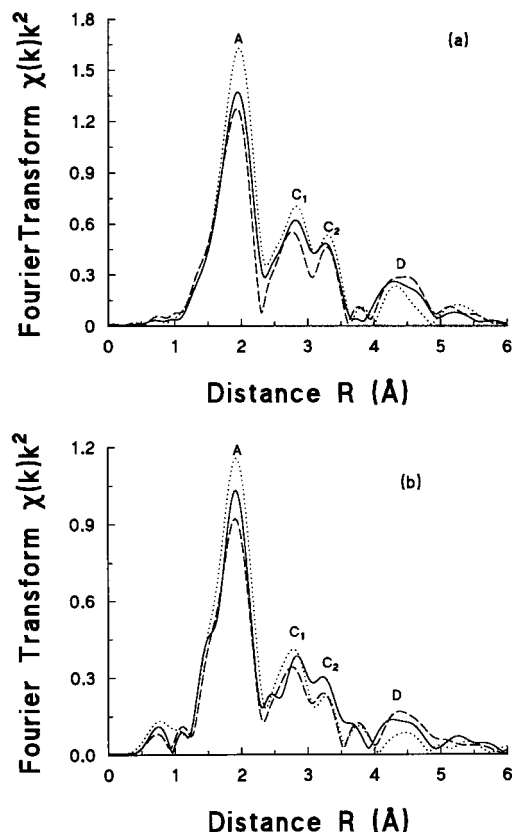 1.8
1.5
1.2
0.9
0.6
0.3
0
A
(a)
C1
C2
D
Fourier Transform χ(k)k²
0 1 2 3 4 5 6
Distance R (Å)
1.2
0.9
0.6
0.3
0.0
A
(b)
C1
C2
D
Fourier Transform χ(k)k²
0 1 2 3 4 5 6
Distance R (Å)